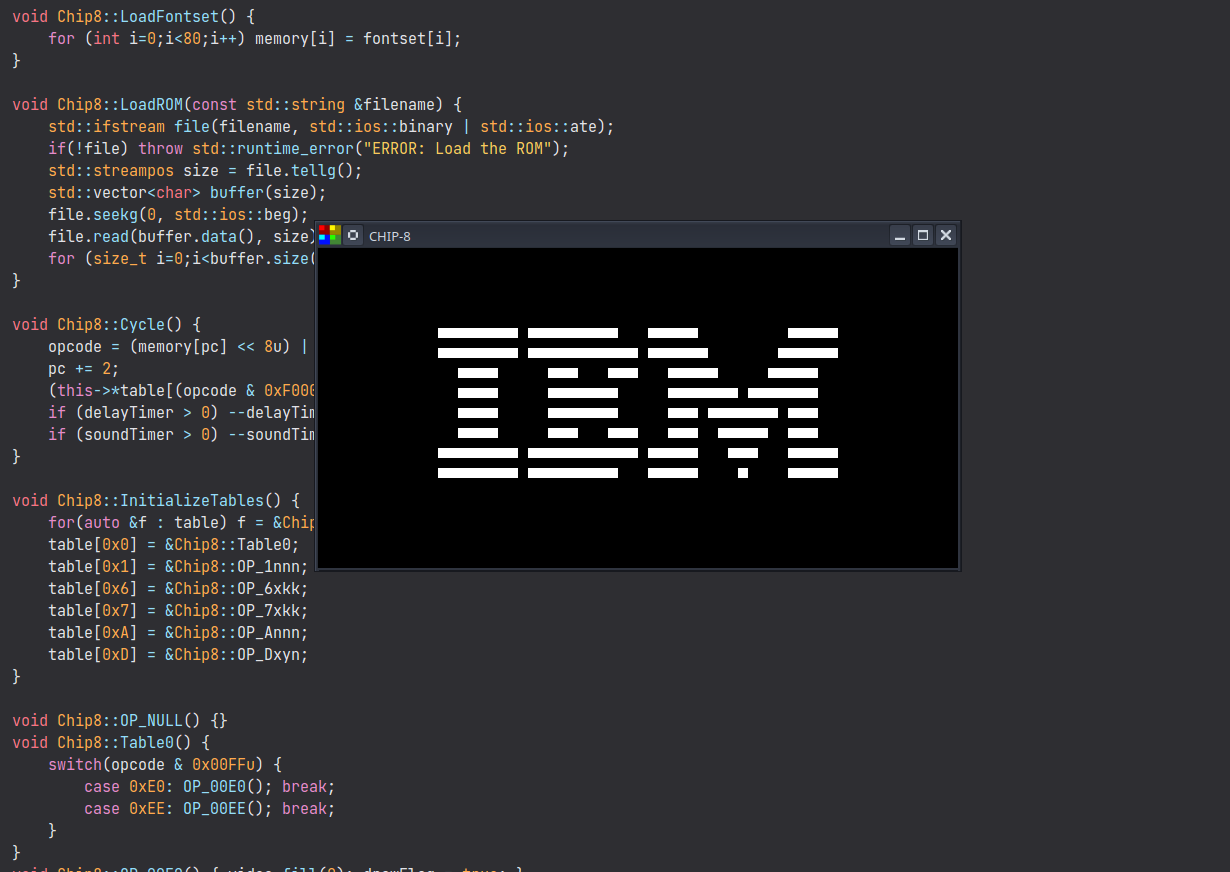 void Chip8::LoadFontset() {
    for (int i=0;i<80;i++) memory[i] = fontset[i];
}

void Chip8::LoadROM(const std::string &filename) {
    std::ifstream file(filename, std::ios::binary | std::ios::ate);
    if(!file) throw std::runtime_error("ERROR: Load the ROM");
    std::streampos size = file.tellg();
    std::vector<char> buffer(size);
    file.seekg(0, std::ios::beg);
    file.read(buffer.data(), size)
    for (size_t i=0;i<buffer.size(
}

void Chip8::Cycle() {
    opcode = (memory[pc] << 8u) |
    pc += 2;
    (this->*table[(opcode & 0xF000
    if (delayTimer > 0) --delayTim
    if (soundTimer > 0) --soundTim
}

void Chip8::InitializeTables() {
    for(auto &f : table) f = &Chip
    table[0x0] = &Chip8::Table0;
    table[0x1] = &Chip8::OP_1nnn;
    table[0x6] = &Chip8::OP_6xkk;
    table[0x7] = &Chip8::OP_7xkk;
    table[0xA] = &Chip8::OP_Annn;
    table[0xD] = &Chip8::OP_Dxyn;
}

void Chip8::OP_NULL() {}
void Chip8::Table0() {
    switch(opcode & 0x00FFu) {
        case 0xE0: OP_00E0(); break;
        case 0xEE: OP_00EE(); break;
    }
}
CHIP-8
IBM